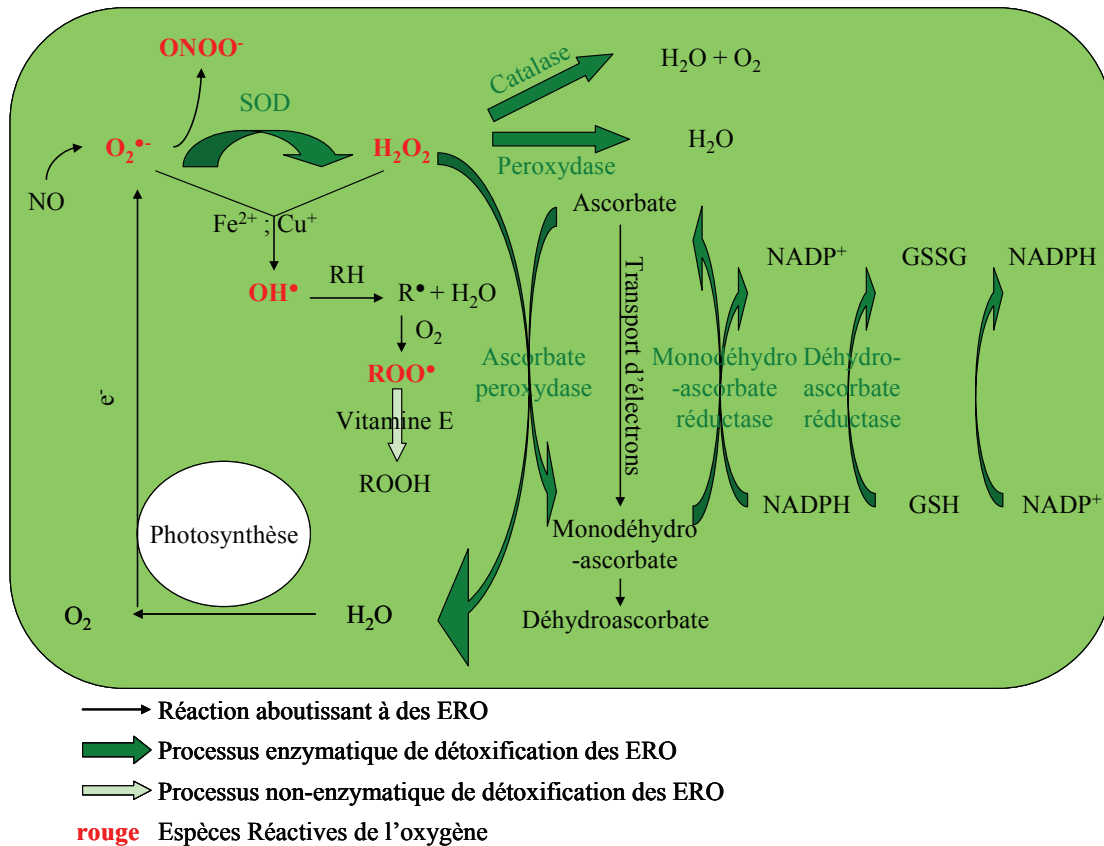 ONOO⁻
SOD
Catalase
H₂O + O₂
O₂•⁻
H₂O₂
Peroxydase
H₂O
NO
Fe²⁺ ; Cu⁺
Ascorbate
NADP⁺
GSSG
NADPH
OH•
RH
R• + H₂O
O₂
Transport d'électrons
ROO•
Ascorbate
peroxydase
Monodéhydro
-ascorbate
réductase
Déhydro-
ascorbate
réductase
e⁻
Vitamine E
ROOH
NADPH
GSH
NADP⁺
Photosynthèse
Monodéhydro
-ascorbate
O₂
H₂O
Déhydroascorbate
Réaction aboutissant à des ERO
Processus enzymatique de détoxification des ERO
Processus non-enzymatique de détoxification des ERO
rouge Espèces Réactives de l'oxygène